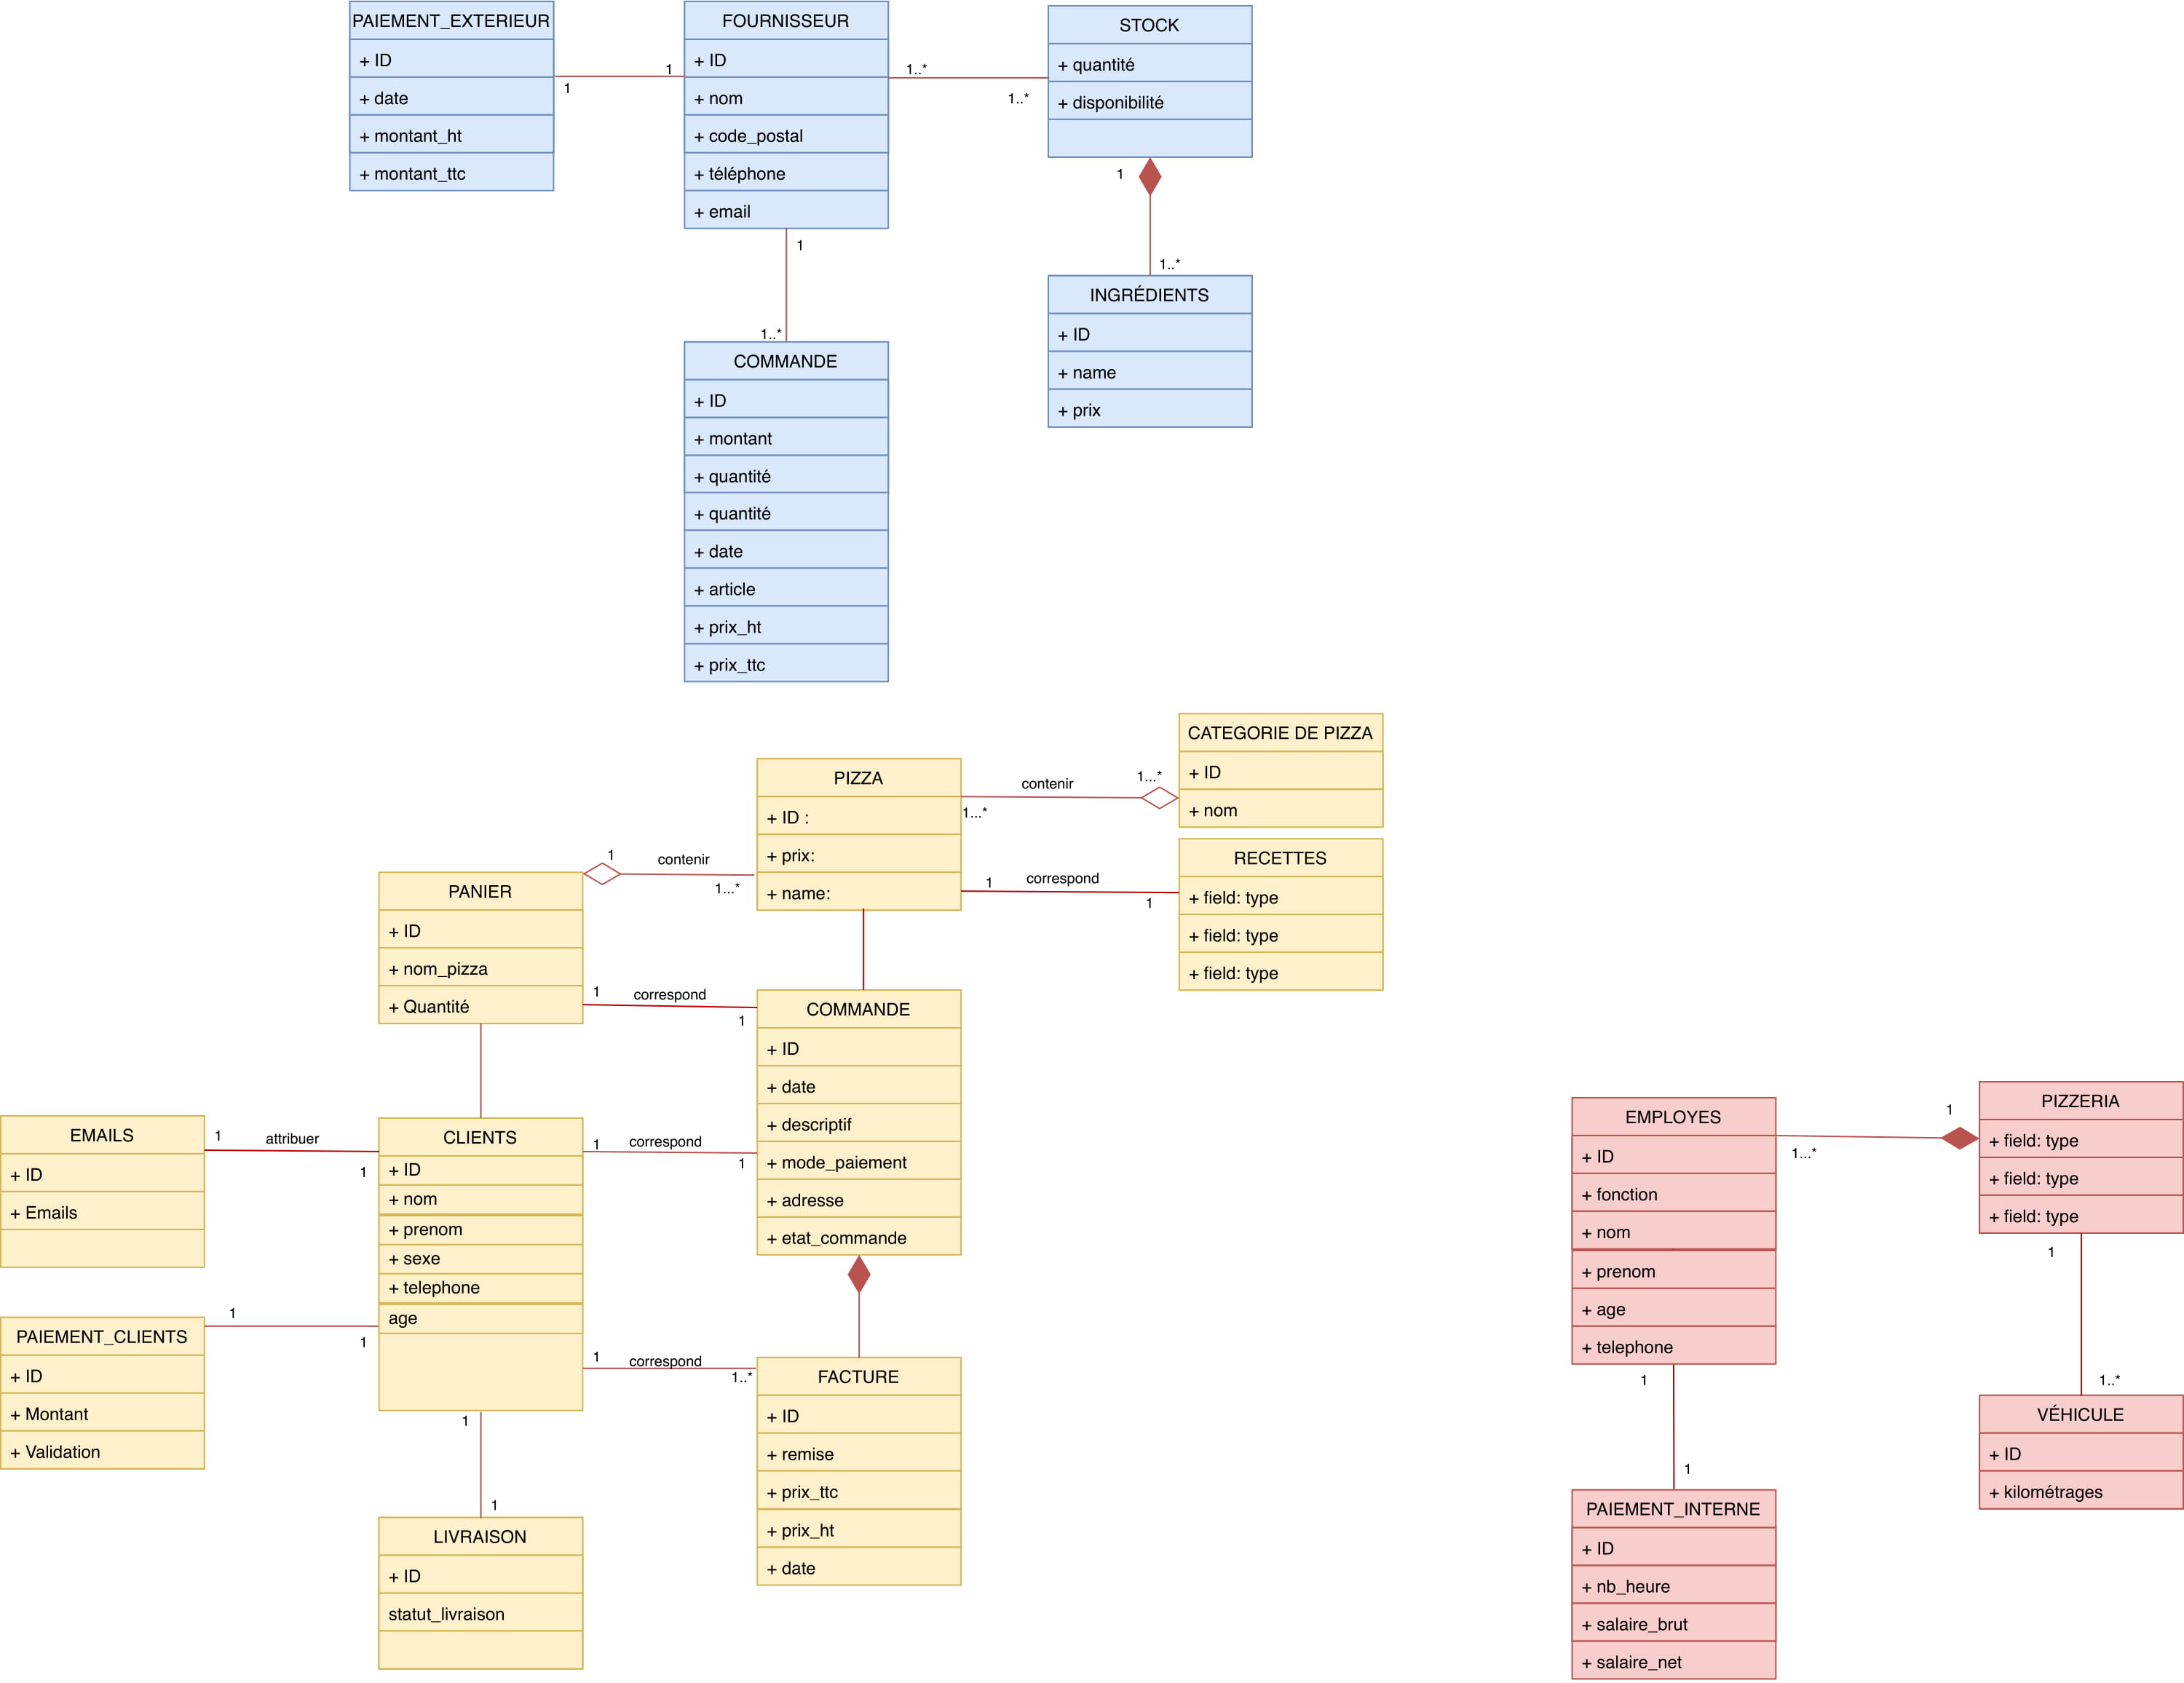 PAIEMENT_EXTERIEUR
+ ID
+ date
+ montant_ht
+ montant_ttc
1
1
FOURNISSEUR
+ ID
+ nom
+ code_postal
+ téléphone
+ email
1..*
1..*
STOCK
+ quantité
+ disponibilité
1
1..*
INGRÉDIENTS
+ ID
+ name
+ prix
1
1..*
COMMANDE
+ ID
+ montant
+ quantité
+ quantité
+ date
+ article
+ prix_ht
+ prix_ttc
CATEGORIE DE PIZZA
+ ID
+ nom
PIZZA
+ ID :
+ prix:
+ name:
contenir
1...*
1...*
RECETTES
+ field: type
+ field: type
+ field: type
1
correspond
1
1
contenir
1...*
PANIER
+ ID
+ nom_pizza
+ Quantité
1
correspond
1
COMMANDE
+ ID
+ date
+ descriptif
+ mode_paiement
+ adresse
+ etat_commande
EMAILS
+ ID
+ Emails
1
attribuer
1
CLIENTS
+ ID
+ nom
+ prenom
+ sexe
+ telephone
age
1
correspond
1
PAIEMENT_CLIENTS
+ ID
+ Montant
+ Validation
1
1
1
correspond
1..*
FACTURE
+ ID
+ remise
+ prix_ttc
+ prix_ht
+ date
1
1
LIVRAISON
+ ID
statut_livraison
EMPLOYES
+ ID
+ fonction
+ nom
+ prenom
+ age
+ telephone
1
1...*
PIZZERIA
+ field: type
+ field: type
+ field: type
1
1..*
VÉHICULE
+ ID
+ kilométrages
1
1
PAIEMENT_INTERNE
+ ID
+ nb_heure
+ salaire_brut
+ salaire_net